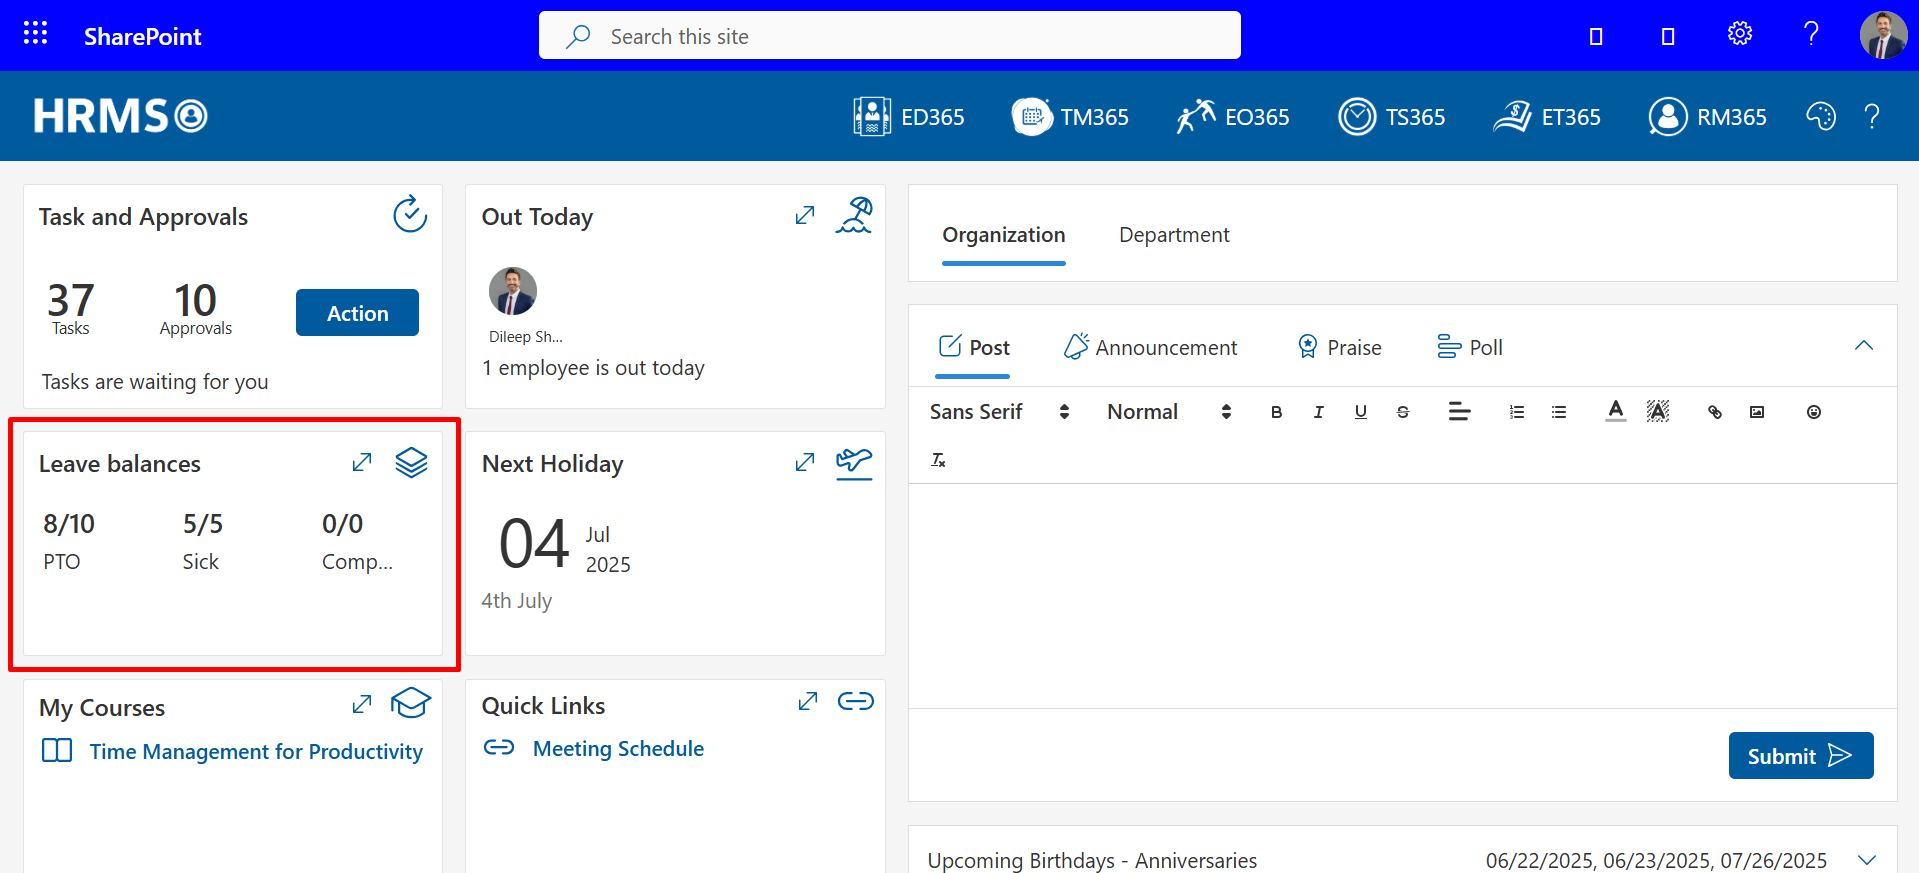 SharePoint
Search this site
HRMS
ED365
TM365
EO365
TS365
ET365
RM365
Task and Approvals
37
Tasks
10
Approvals
Action
Tasks are waiting for you
Out Today
Dileep Sh...
1 employee is out today
Leave balances
8/10
PTO
5/5
Sick
0/0
Comp...
Next Holiday
04
Jul
2025
4th July
My Courses
Time Management for Productivity
Quick Links
Meeting Schedule
Organization
Department
Post
Announcement
Praise
Poll
Sans Serif
Normal
Submit
Upcoming Birthdays - Anniversaries
06/22/2025, 06/23/2025, 07/26/2025